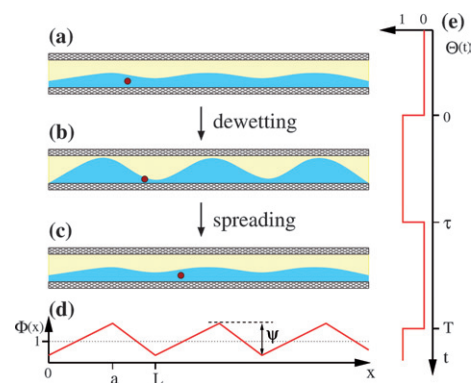 (a)
1 0 (e)
Θ(t)
dewetting
0
(b)
spreading
τ
(c)
(d)
Φ(x)
1
ψ
T
0 a L x
t